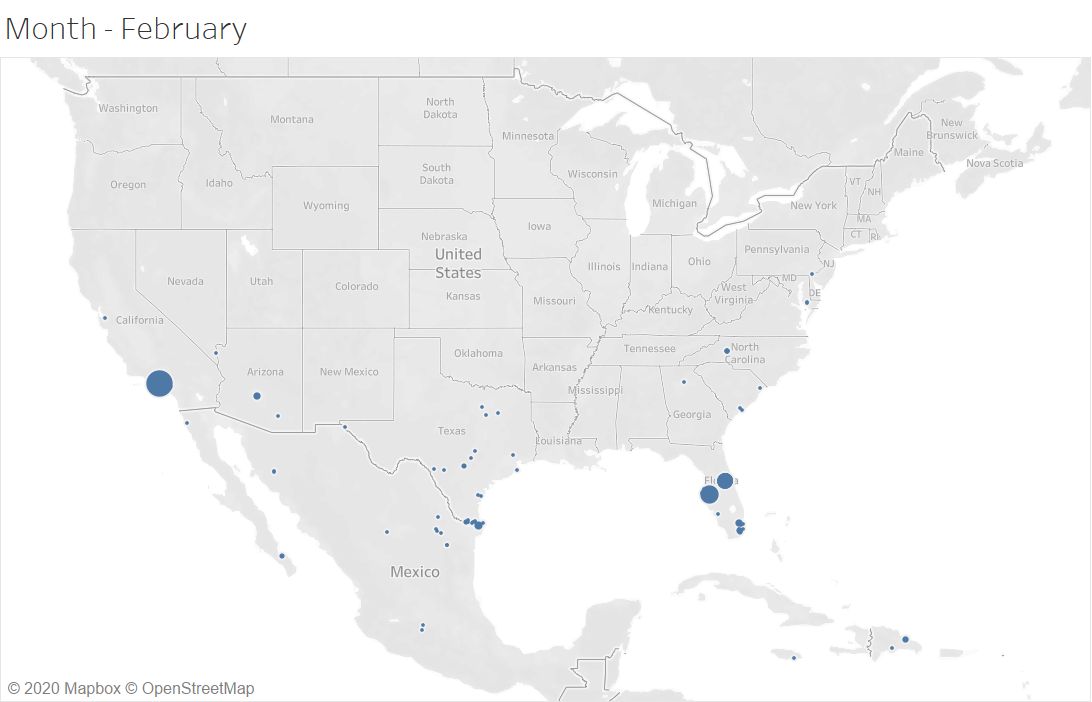 Month - February
Washington
Montana
North
Dakota
Minnesota
New
Brunswick
Maine
Nova Scotia
Oregon
Idaho
South
Dakota
Wisconsin
Michigan
VT
NH
Wyoming
New York
MA
Iowa
CT
RI
Nebraska
Pennsylvania
United
States
Nevada
Utah
Colorado
Kansas
Illinois
Indiana
Ohio
NJ
MD
DE
West
Virginia
Missouri
Kentucky
California
Oklahoma
Tennessee
North
Carolina
Arizona
New Mexico
Arkansas
Mississippi
Georgia
Texas
Louisiana
Mexico
© 2020 Mapbox © OpenStreetMap